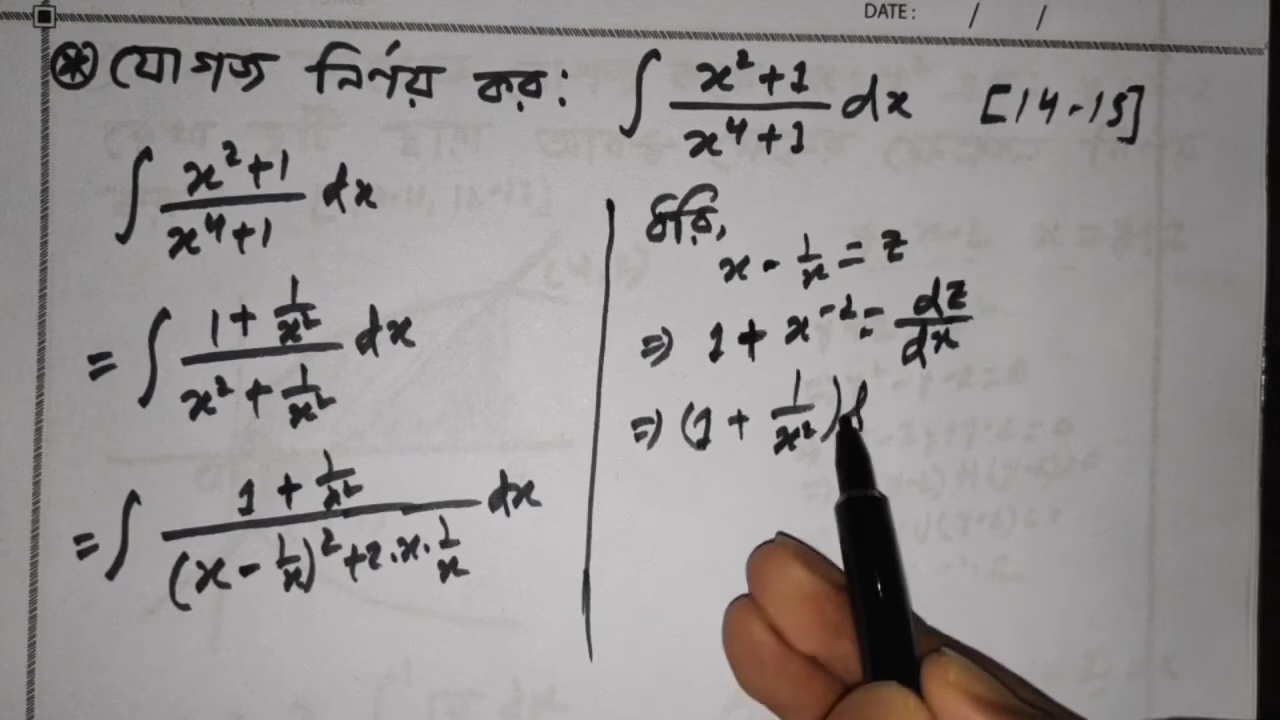 DATE: / /
⊛ যোগজ নির্ণয় কর: ∫ (x² + 1)/(x⁴ + 1) dx [14-15]
∫ (x² + 1)/(x⁴ + 1) dx
= ∫ (1 + 1/x²)/(x² + 1/x²) dx
= ∫ (1 + 1/x²)/((x - 1/x)² + 2·x·1/x) dx
ধরি,
x - 1/x = z
⇒ 1 + x⁻² = dz/dx
⇒ (1 + 1/x²) d